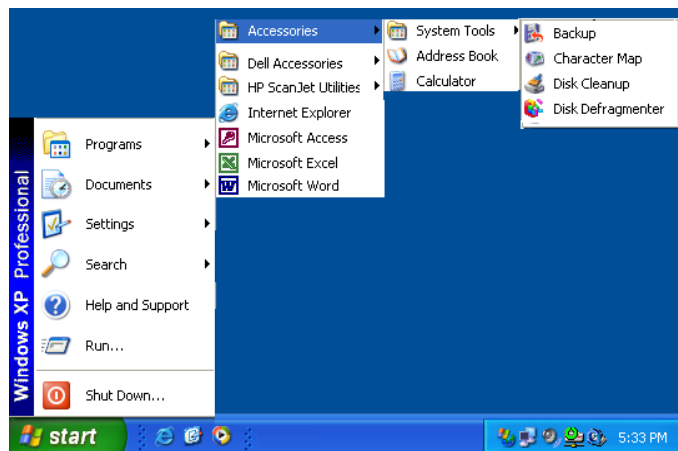 Programs
Documents
Settings
Search
Help and Support
Run...
Shut Down...
Windows XP Professional
Accessories
Dell Accessories
HP ScanJet Utilities
Internet Explorer
Microsoft Access
Microsoft Excel
Microsoft Word
System Tools
Address Book
Calculator
Backup
Character Map
Disk Cleanup
Disk Defragmenter
start
5:33 PM